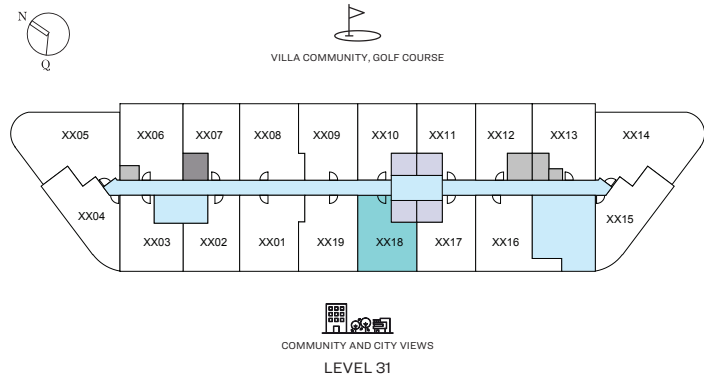 N
Q
VILLA COMMUNITY, GOLF COURSE
XX05 XX06 XX07 XX08 XX09 XX10 XX11 XX12 XX13 XX14
XX04 XX03 XX02 XX01 XX19 XX18 XX17 XX16 XX15
COMMUNITY AND CITY VIEWS
LEVEL 31